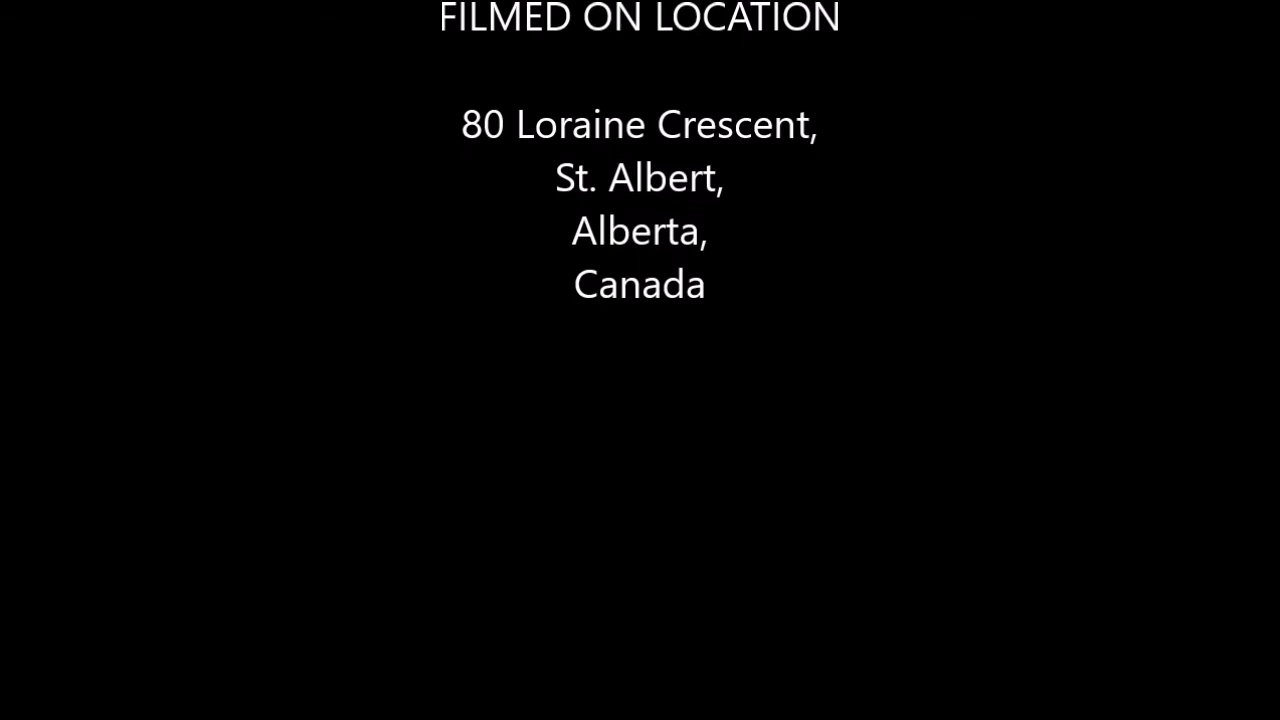 FILMED ON LOCATION
80 Loraine Crescent,
St. Albert,
Alberta,
Canada